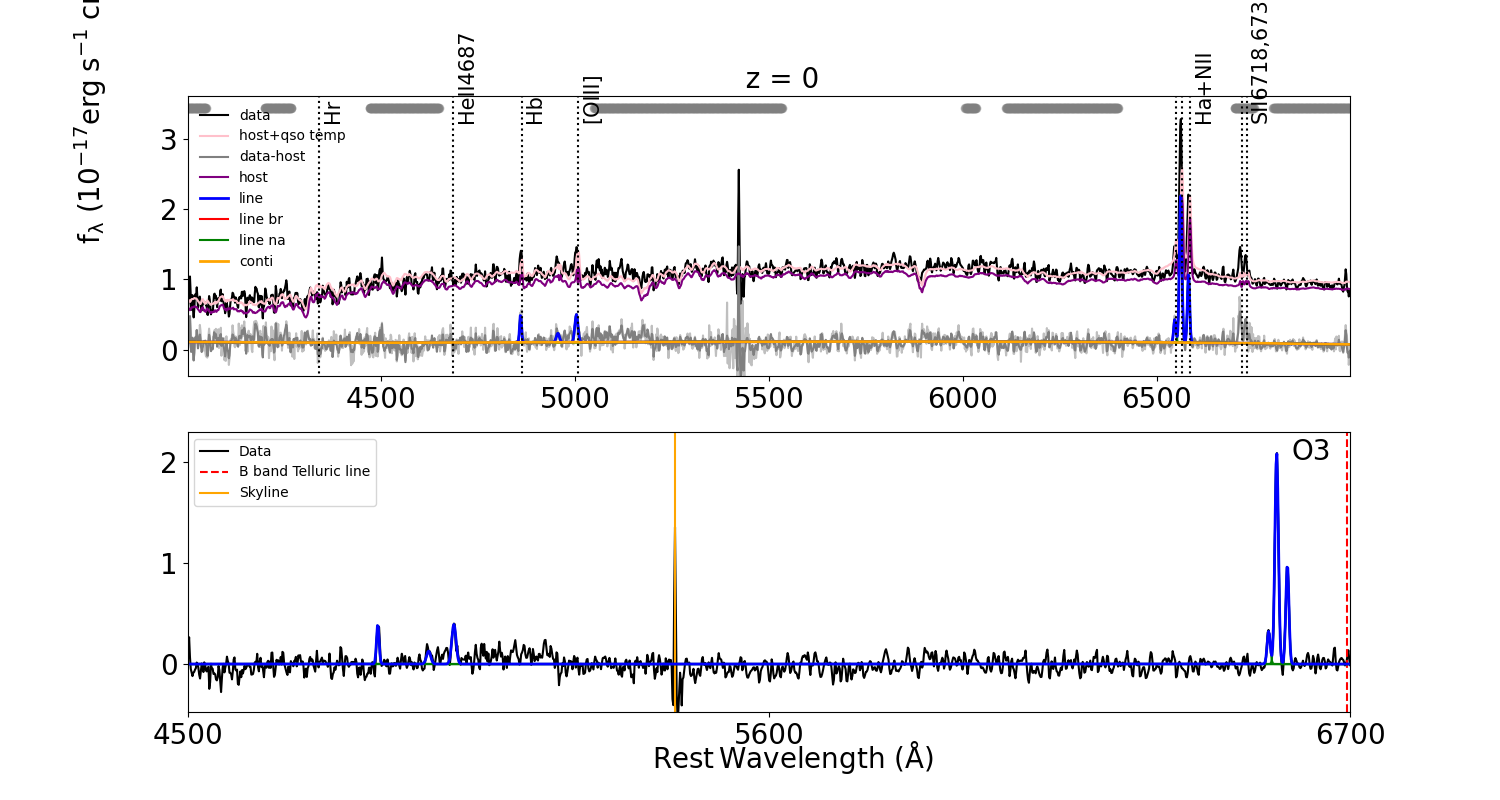 z = 0
f_λ (10^−17 erg s^−1 c
Hr
HeII4687
Hb
[OIII]
Ha+NII
SII6718,673
data
host+qso temp
data-host
host
line
line br
line na
conti
3
2
1
0
4500 5000 5500 6000 6500
O3
Data
B band Telluric line
Skyline
2
1
0
4500 5600 6700
Rest Wavelength (Å)